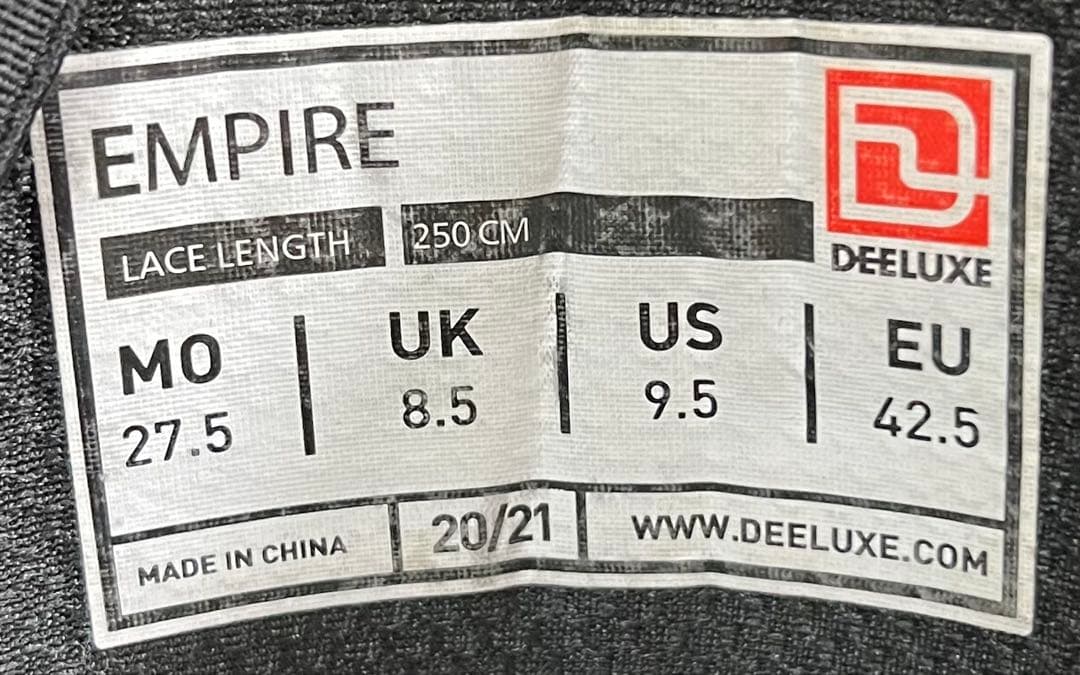 EMPIRE
LACE LENGTH 250 CM
DEELUXE
MO UK US EU
27.5 8.5 9.5 42.5
MADE IN CHINA 20/21 WWW.DEELUXE.COM